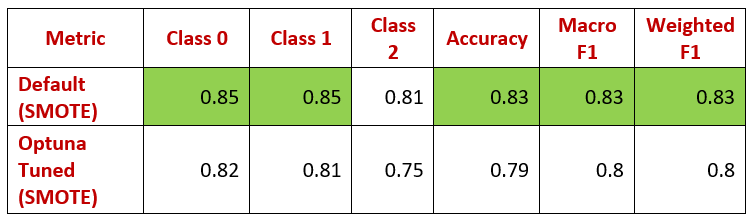 Metric Class 0 Class 1 Class 2 Accuracy Macro F1 Weighted F1
Default (SMOTE) 0.85 0.85 0.81 0.83 0.83 0.83
Optuna Tuned (SMOTE) 0.82 0.81 0.75 0.79 0.8 0.8